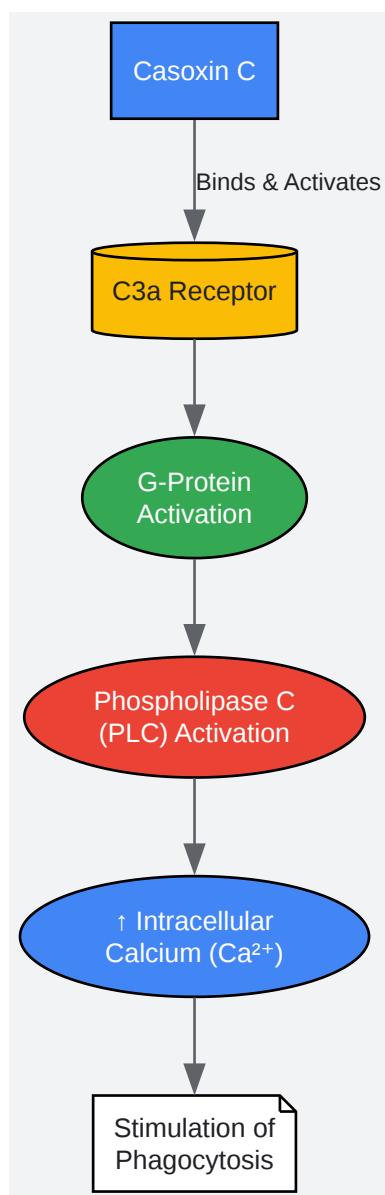 Casoxin C
Binds & Activates
C3a Receptor
G-Protein
Activation
Phospholipase C
(PLC) Activation
↑ Intracellular
Calcium (Ca²⁺)
Stimulation of
Phagocytosis